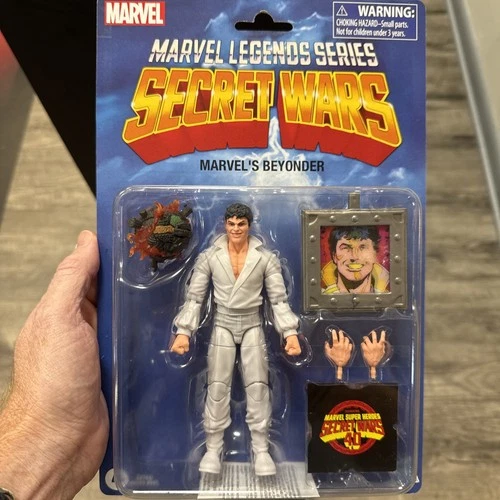 MARVEL
WARNING:
CHOKING HAZARD–Small parts.
Not for children under 3 years.
MARVEL LEGENDS SERIES
SECRET WARS
MARVEL'S BEYONDER
MARVEL SUPER HEROES
SECRET WARS
40